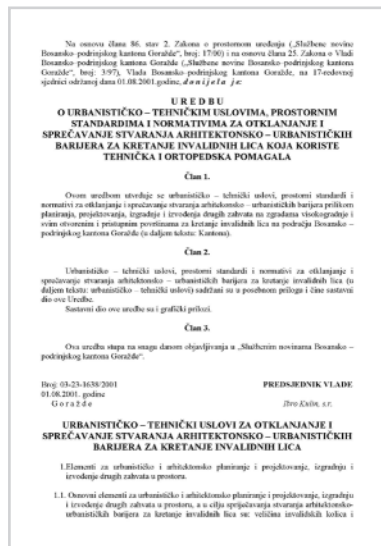 Na osnovu člana 86. stav 2. Zakona o prostornom uređenju („Službene novine
Bosansko-podrinjskog kantona Goražde“, broj: 17/00) i na osnovu člana 25. Zakona o Vladi
Bosansko-podrinjskog kantona Goražde („Službene novine Bosansko-podrinjskog kantona
Goražde“, broj: 3/97), Vlada Bosansko-podrinjskog kantona Goražde, na 17-redovnoj
sjednici održanoj dana 01.08.2001.godine, d o n i j e l a j e:
U R E D B U
O URBANISTIČKO – TEHNIČKIM USLOVIMA, PROSTORNIM
STANDARDIMA I NORMATIVIMA ZA OTKLANJANJE I
SPREČAVANJE STVARANJA ARHITEKTONSKO – URBANISTIČKIH
BARIJERA ZA KRETANJE INVALIDNIH LICA KOJA KORISTE
TEHNIČKA I ORTOPEDSKA POMAGALA
Član 1.
Ovom uredbom utvrđuje se urbanističko – tehnički uslovi, prostorni standardi i
normativi za otklanjanje i sprečavanje stvaranja arhitektonsko – urbanističkih barijera prilikom
planiranja, projektovanja, izgradnje i izvođenja drugih zahvata na zgradama visokogradnje i
svim otvorenim i pristupnim površinama za kretanje invalidnih lica na području Bosansko –
podrinjskog kantona Goražde (u daljem tekstu: Kantona).
Član 2.
Urbanističko – tehnički uslovi, prostorni standardi i normativi za otklanjanje i
sprečavanje stvaranja arhitektonsko – urbanističkih barijera za kretanje invalidnih lica (u
daljem tekstu: urbanističko – tehnički uslovi) sadržani su u posebnom prilogu i čine sastavni
dio ove Uredbe.
Sastavni dio ove uredbe su i grafički prilozi.
Član 3.
Ova uredba stupa na snagu danom objavljivanja u „Službenim novinama Bosansko –
podrinjskog kantona Goražde“.
Broj: 03-23-1638/2001 PREDSJEDNIK VLADE
01.08.2001. godine
G o r a ž d e s.r.
URBANISTIČKO – TEHNIČKI USLOVI ZA OTKLANJANJE I
SPREČAVANJE STVARANJA ARHITEKTONSKO – URBANISTIČKIH
BARIJERA ZA KRETANJE INVALIDNIH LICA
1.Elementi za urbanističko i arhitektonsko planiranje i projektovanje, izgradnju i
izvođenje drugih zahvata u prostoru.
1.1. Osnovni elementi za urbanističko i arhitektonsko planiranje i projektovanje, izgradnju
i izvođenje drugih zahvata u prostoru, a u cilju spriječavanja stvaranja arhitektonsko-
urbanističkih barijera za kretanje invalidnih lica su: veličina invalidskih kolica i